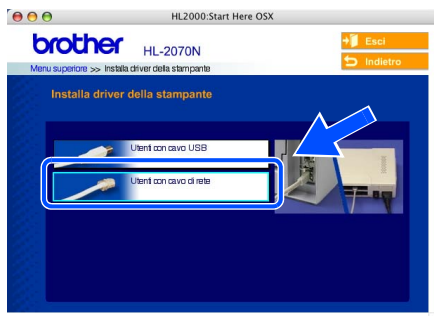 HL2000:Start Here OSX
brother
HL-2070N
Esci
Indietro
Menu superiore >> Installa driver della stampante
Installa driver della stampante
Utenti con cavo USB
Utenti con cavo di rete